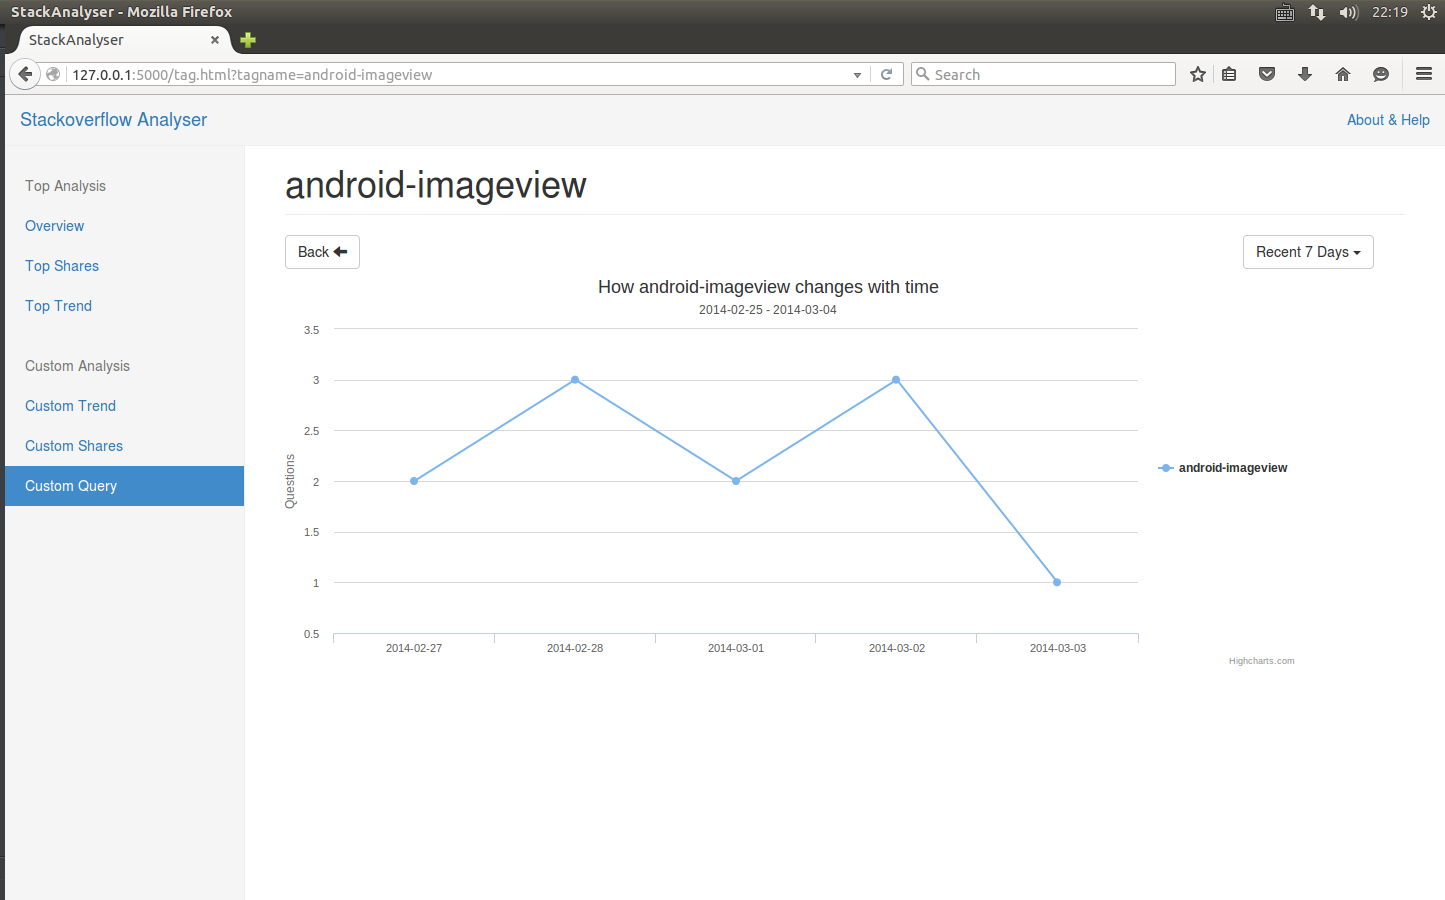 StackAnalyser - Mozilla Firefox
22:19
StackAnalyser
127.0.0.1:5000/tag.html?tagname=android-imageview
Search
Stackoverflow Analyser
About & Help
Top Analysis
Overview
Top Shares
Top Trend
Custom Analysis
Custom Trend
Custom Shares
Custom Query
android-imageview
Back
Recent 7 Days
How android-imageview changes with time
2014-02-25 - 2014-03-04
Questions
3.5
3
2.5
2
1.5
1
0.5
2014-02-27
2014-02-28
2014-03-01
2014-03-02
2014-03-03
android-imageview
Highcharts.com